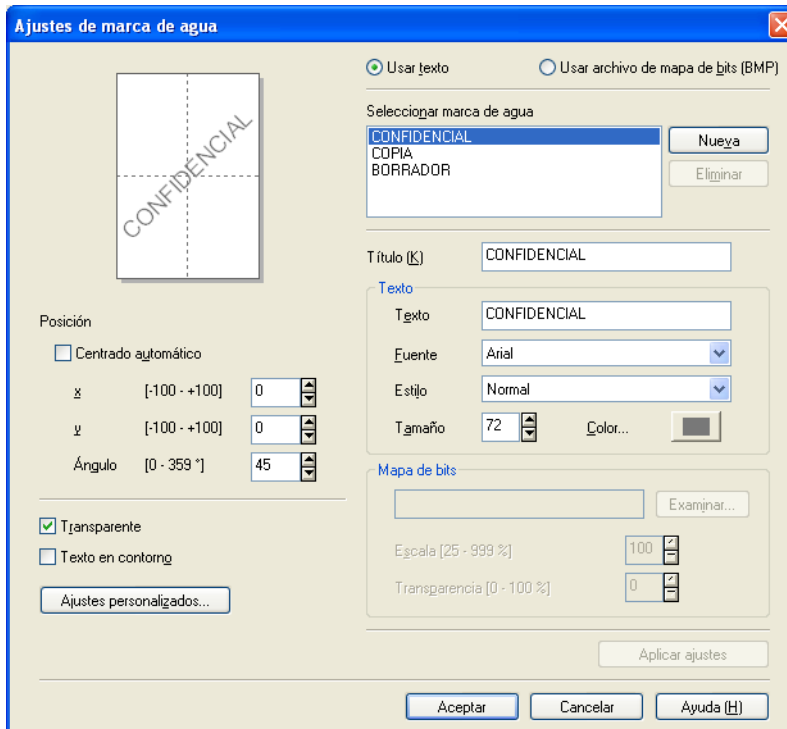 Ajustes de marca de agua
CONFIDENCIAL
Usar texto
Usar archivo de mapa de bits (BMP)
Seleccionar marca de agua
CONFIDENCIAL
COPIA
BORRADOR
Nueva
Eliminar
Título (K) CONFIDENCIAL
Texto
Texto CONFIDENCIAL
Fuente Arial
Estilo Normal
Tamaño 72 Color...
Mapa de bits
Examinar...
Escala [25 - 999 %] 100
Transparencia [0 - 100 %] 0
Posición
Centrado automático
x [-100 - +100] 0
y [-100 - +100] 0
Ángulo [0 - 359 °] 45
Transparente
Texto en contorno
Ajustes personalizados...
Aplicar ajustes
Aceptar Cancelar Ayuda (H)